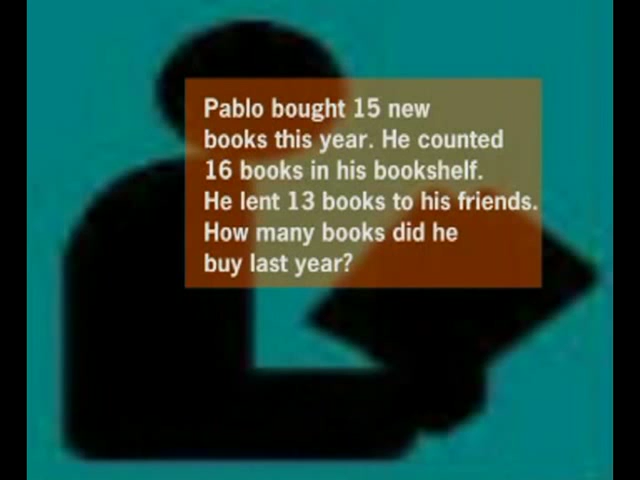 Pablo bought 15 new
books this year. He counted
16 books in his bookshelf.
He lent 13 books to his friends.
How many books did he
buy last year?